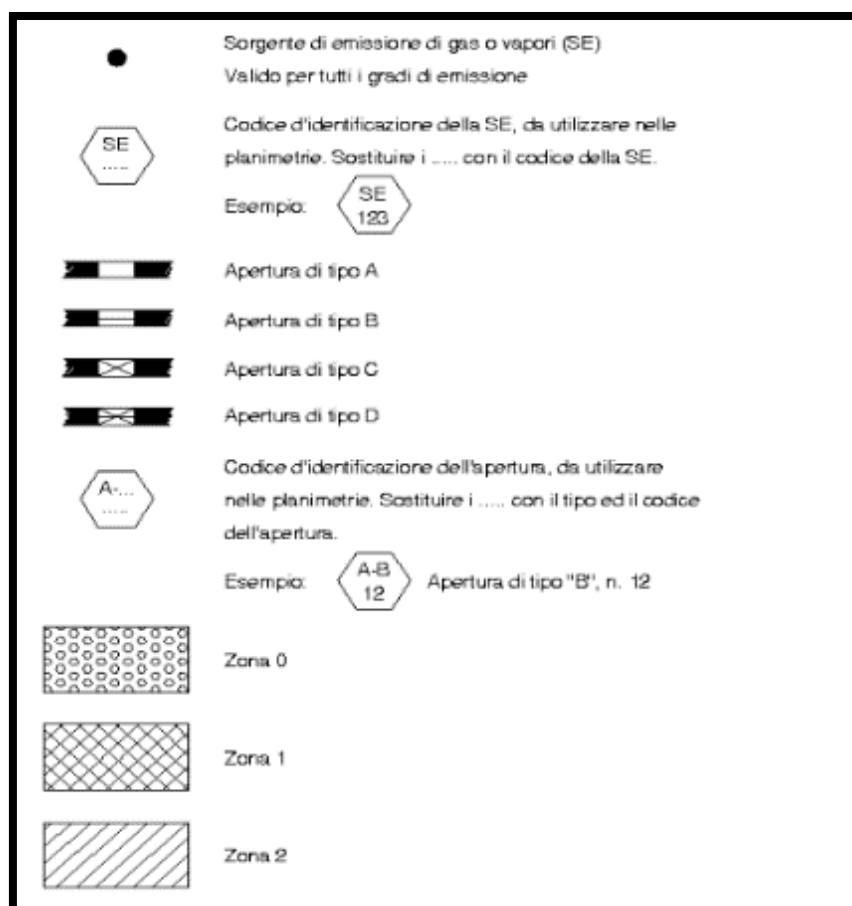 Sorgente di emissione di gas o vapori (SE)
Valido per tutti i gradi di emissione
SE
.....
Codice d'identificazione della SE, da utilizzare nelle
planimetrie. Sostituire i ..... con il codice della SE.
Esempio:
SE
123
Apertura di tipo A
Apertura di tipo B
Apertura di tipo C
Apertura di tipo D
A-...
.....
Codice d'identificazione dell'apertura, da utilizzare
nelle planimetrie. Sostituire i ..... con il tipo ed il codice
dell'apertura.
Esempio:
A-B
12
Apertura di tipo "B", n. 12
Zona 0
Zona 1
Zona 2